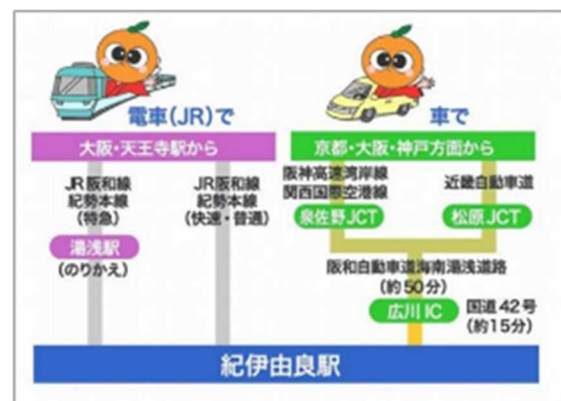 電車(JR)で
大阪・天王寺駅から
JR阪和線
紀勢本線
(特急)
湯浅駅
(のりかえ)
JR阪和線
紀勢本線
(快速・普通)
車で
京都・大阪・神戸方面から
阪神高速湾岸線
関西国際空港線
泉佐野JCT
近畿自動車道
松原JCT
阪和自動車道海南湯浅道路
(約50分)
広川IC
国道42号
(約15分)
紀伊由良駅